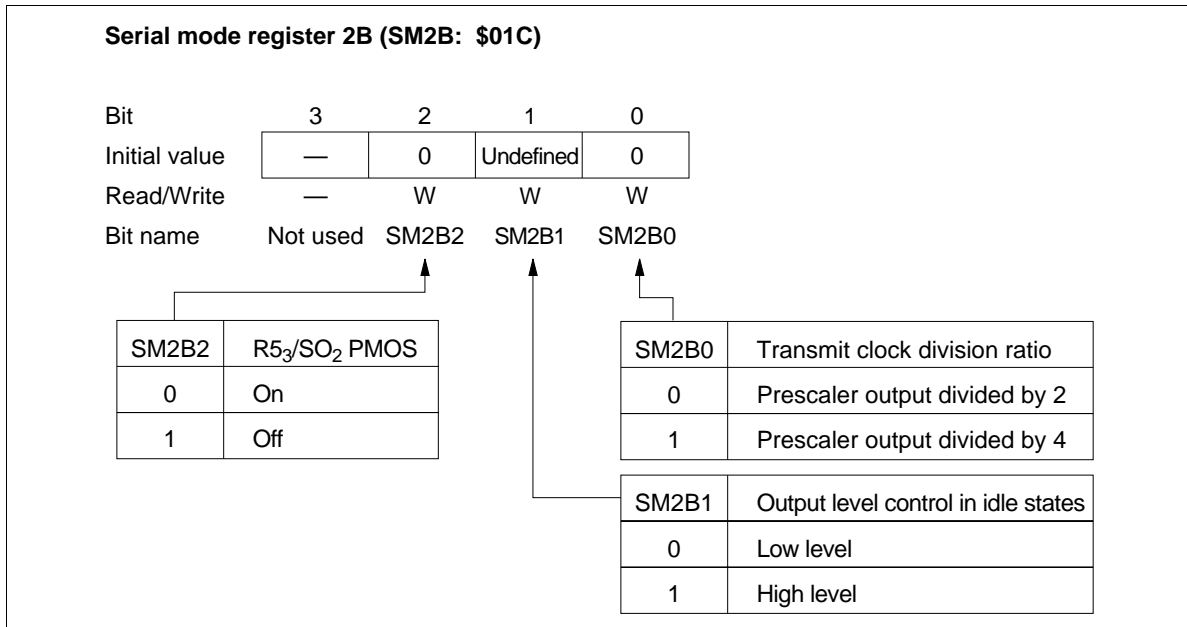 Serial mode register 2B (SM2B: $01C)
Bit 3 2 1 0
Initial value — 0 Undefined 0
Read/Write — W W W
Bit name Not used SM2B2 SM2B1 SM2B0
SM2B2 R5₃/SO₂ PMOS
0 On
1 Off
SM2B0 Transmit clock division ratio
0 Prescaler output divided by 2
1 Prescaler output divided by 4
SM2B1 Output level control in idle states
0 Low level
1 High level